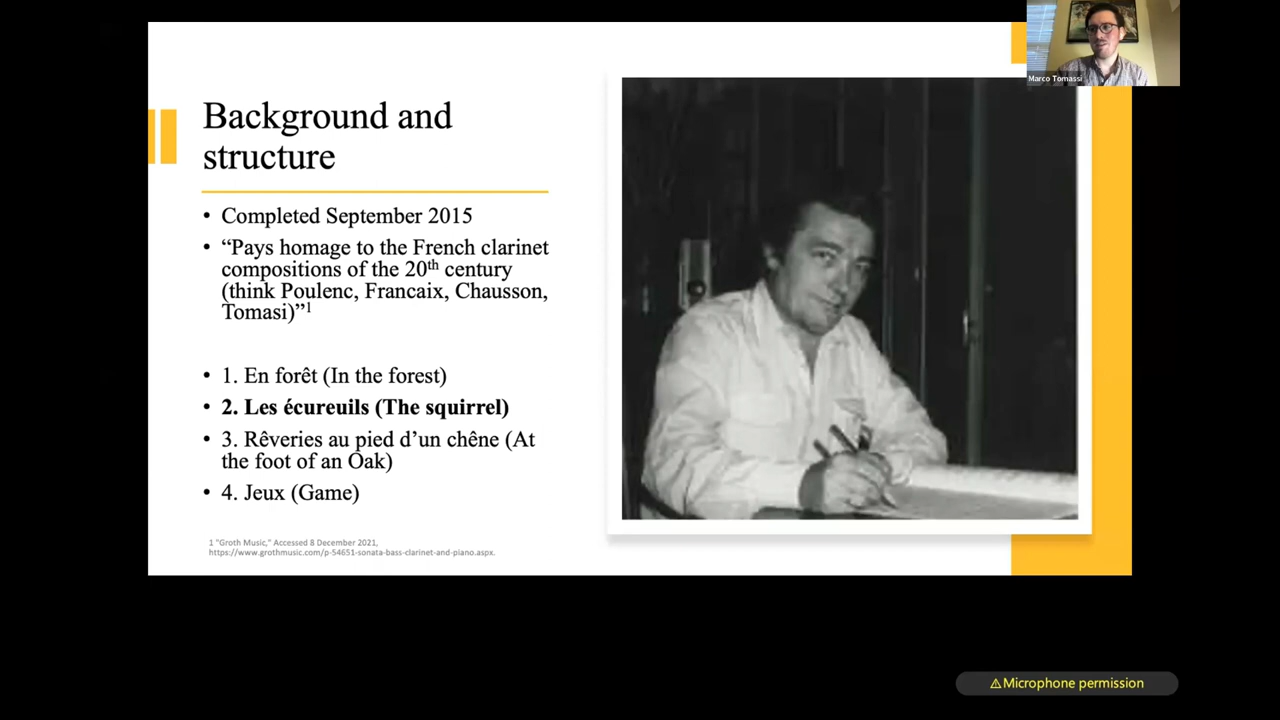 Marco Tomassi
Background and
structure
• Completed September 2015
• “Pays homage to the French clarinet
compositions of the 20th century
(think Poulenc, Francaix, Chausson,
Tomasi)”1
• 1. En forêt (In the forest)
• 2. Les écureuils (The squirrel)
• 3. Rêveries au pied d’un chêne (At
the foot of an Oak)
• 4. Jeux (Game)
1 "Groth Music," Accessed 8 December 2021,
https://www.grothmusic.com/p-54651-sonata-bass-clarinet-and-piano.aspx.
⚠Microphone permission